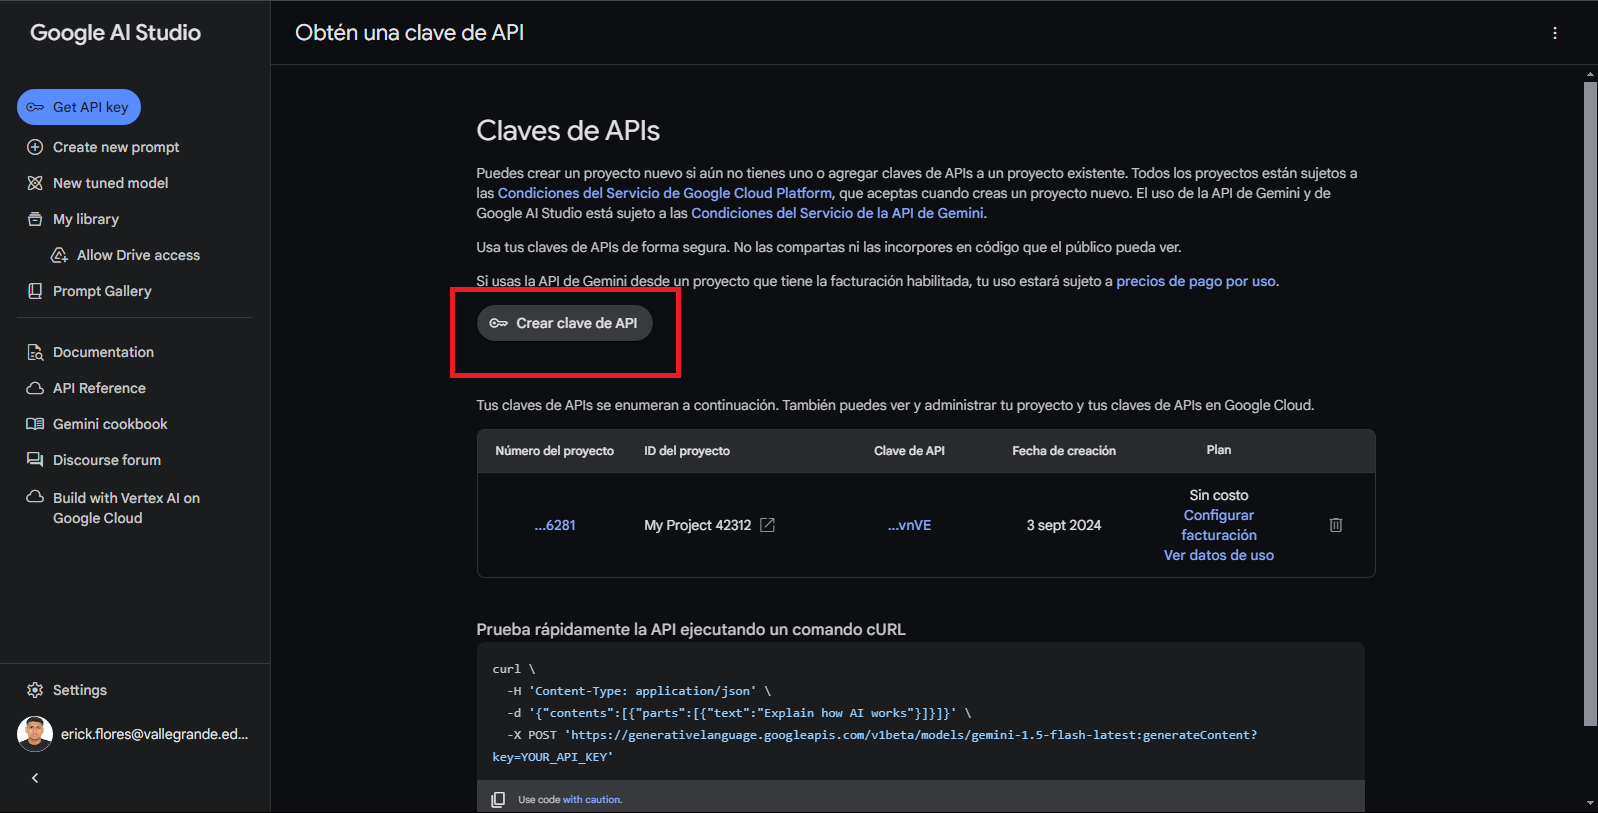 Google AI Studio
Get API key
Create new prompt
New tuned model
My library
Allow Drive access
Prompt Gallery
Documentation
API Reference
Gemini cookbook
Discourse forum
Build with Vertex AI on
Google Cloud
Settings
erick.flores@vallegrande.ed...
Obtén una clave de API
Claves de APIs
Puedes crear un proyecto nuevo si aún no tienes uno o agregar claves de APIs a un proyecto existente. Todos los proyectos están sujetos a
las Condiciones del Servicio de Google Cloud Platform, que aceptas cuando creas un proyecto nuevo. El uso de la API de Gemini y de
Google AI Studio está sujeto a las Condiciones del Servicio de la API de Gemini.
Usa tus claves de APIs de forma segura. No las compartas ni las incorpores en código que el público pueda ver.
Si usas la API de Gemini desde un proyecto que tiene la facturación habilitada, tu uso estará sujeto a precios de pago por uso.
Crear clave de API
Tus claves de APIs se enumeran a continuación. También puedes ver y administrar tu proyecto y tus claves de APIs en Google Cloud.
Número del proyecto ID del proyecto Clave de API Fecha de creación Plan
...6281 My Project 42312 ...vnVE 3 sept 2024 Sin costo
Configurar
facturación
Ver datos de uso
Prueba rápidamente la API ejecutando un comando cURL
curl \
-H 'Content-Type: application/json' \
-d '{"contents":[{"parts":[{"text":"Explain how AI works"}]}]}' \
-X POST 'https://generativelanguage.googleapis.com/v1beta/models/gemini-1.5-flash-latest:generateContent?
key=YOUR_API_KEY'
Use code with caution.